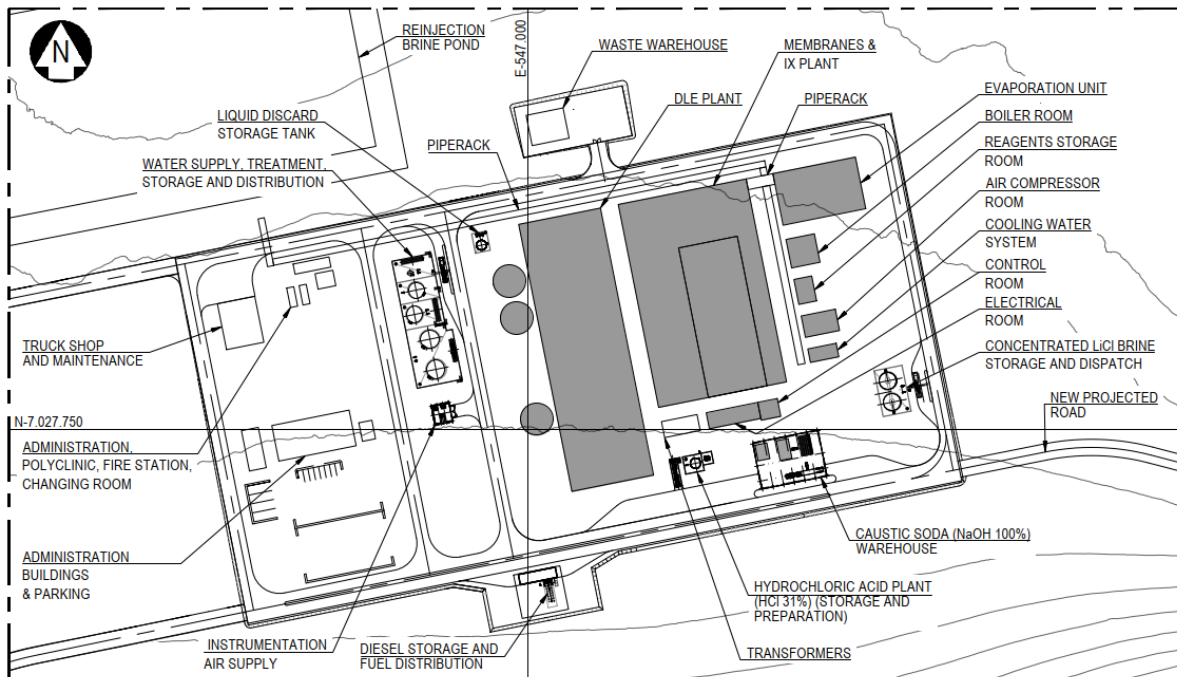 N
REINJECTION
BRINE POND
E-547.000
WASTE WAREHOUSE
MEMBRANES &
IX PLANT
DLE PLANT
PIPERACK
EVAPORATION UNIT
BOILER ROOM
LIQUID DISCARD
STORAGE TANK
PIPERACK
REAGENTS STORAGE
ROOM
WATER SUPPLY, TREATMENT,
STORAGE AND DISTRIBUTION
AIR COMPRESSOR
ROOM
COOLING WATER
SYSTEM
CONTROL
ROOM
ELECTRICAL
ROOM
TRUCK SHOP
AND MAINTENANCE
CONCENTRATED LiCl BRINE
STORAGE AND DISPATCH
NEW PROJECTED
ROAD
N-7.027.750
ADMINISTRATION,
POLYCLINIC, FIRE STATION,
CHANGING ROOM
CAUSTIC SODA (NaOH 100%)
WAREHOUSE
ADMINISTRATION
BUILDINGS
& PARKING
HYDROCHLORIC ACID PLANT
(HCl 31%) (STORAGE AND
PREPARATION)
INSTRUMENTATION
AIR SUPPLY
DIESEL STORAGE AND
FUEL DISTRIBUTION
TRANSFORMERS